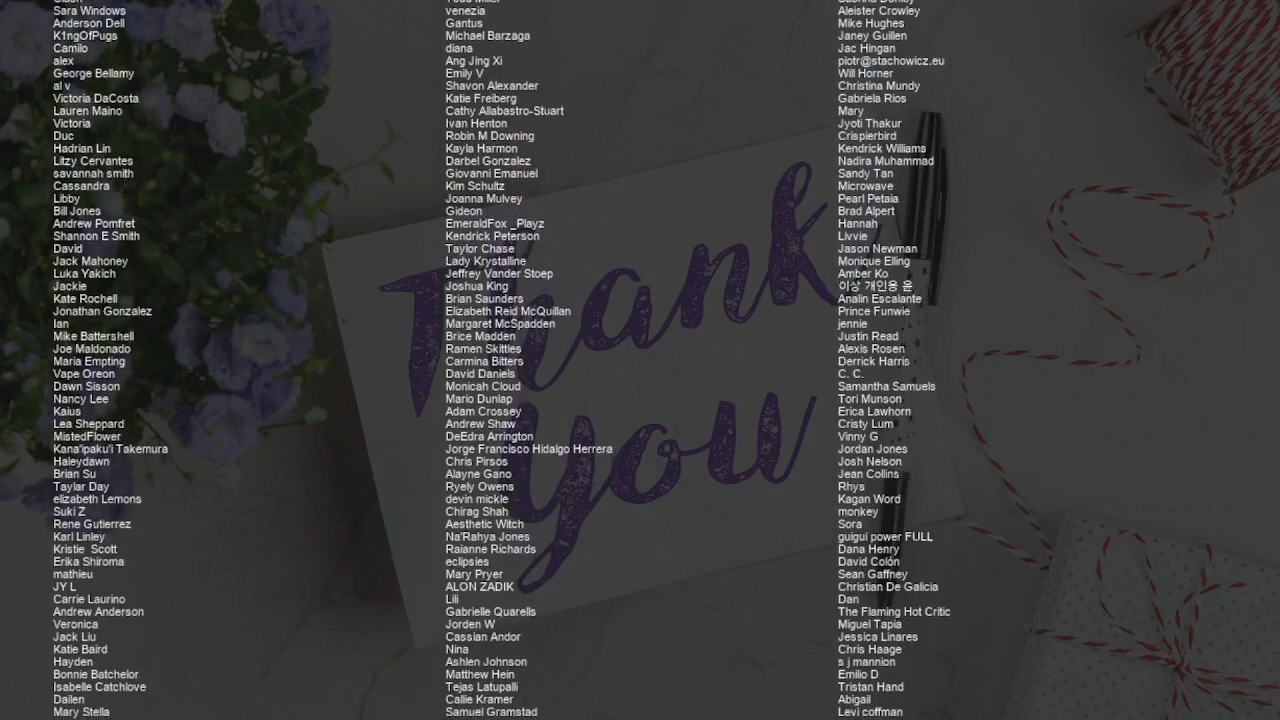 Sara Windows
Anderson Dell
K1ngOfPugs
Camilo
alex
George Bellamy
al v
Victoria DaCosta
Lauren Maino
Victoria
Duc
Hadrian Lin
Litzy Cervantes
savannah smith
Cassandra
Libby
Bill Jones
Andrew Pomfret
Shannon E Smith
David
Jack Mahoney
Luka Yakich
Jackie
Kate Rochell
Jonathan Gonzalez
Ian
Mike Battershell
Joe Maldonado
Maria Empting
Vape Oreon
Dawn Sisson
Nancy Lee
Kaius
Lea Sheppard
MistedFlower
Kana'ipaku'i Takemura
Haleydawn
Brian Su
Taylar Day
elizabeth Lemons
Suki Z
Rene Gutierrez
Karl Linley
Kristie  Scott
Erika Shiroma
mathieu
JY L
Carrie Laurino
Andrew Anderson
Veronica
Jack Liu
Katie Baird
Hayden
Bonnie Batchelor
Isabelle Catchlove
Dailen
Mary Stella
venezia
Gantus
Michael Barzaga
diana
Ang Jing Xi
Emily V
Shavon Alexander
Katie Freiberg
Cathy Allabastro-Stuart
Ivan Henton
Robin M Downing
Kayla Harmon
Darbel Gonzalez
Giovanni Emanuel
Kim Schultz
Joanna Mulvey
Gideon
EmeraldFox _Playz
Kendrick Peterson
Taylor Chase
Lady Krystalline
Jeffrey Vander Stoep
Joshua King
Brian Saunders
Elizabeth Reid McQuillan
Margaret McSpadden
Brice Madden
Ramen Skittles
Carmina Bitters
David Daniels
Monicah Cloud
Mario Dunlap
Adam Crossey
Andrew Shaw
DeEdra Arrington
Jorge Francisco Hidalgo Herrera
Chris Pirsos
Alayne Gano
Ryely Owens
devin mickle
Chirag Shah
Aesthetic Witch
Na'Rahya Jones
Raianne Richards
eclipsies
Mary Pryer
ALON ZADIK
Lili
Gabrielle Quarells
Jorden W
Cassian Andor
Nina
Ashlen Johnson
Matthew Hein
Tejas Latupalli
Callie Kramer
Samuel Gramstad
Aleister Crowley
Mike Hughes
Janey Guillen
Jac Hingan
piotr@stachowicz.eu
Will Horner
Christina Mundy
Gabriela Rios
Mary
Jyoti Thakur
Crispierbird
Kendrick Williams
Nadira Muhammad
Sandy Tan
Microwave
Pearl Petaia
Brad Alpert
Hannah
Livvie
Jason Newman
Monique Elling
Amber Ko
이상 개인용
Analin Escalante
Prince Funwie
jennie
Justin Read
Alexis Rosen
Derrick Harris
C. C.
Samantha Samuels
Tori Munson
Erica Lawhorn
Cristy Lum
Vinny G
Jordan Jones
Josh Nelson
Jean Collins
Rhys
Kagan Word
monkey
Sora
guigui power FULL
Dana Henry
David Colón
Sean Gaffney
Christian De Galicia
Dan
The Flaming Hot Critic
Miguel Tapia
Jessica Linares
Chris Haage
s j mannion
Emilio D
Tristan Hand
Abigail
Levi coffman
Thank
you